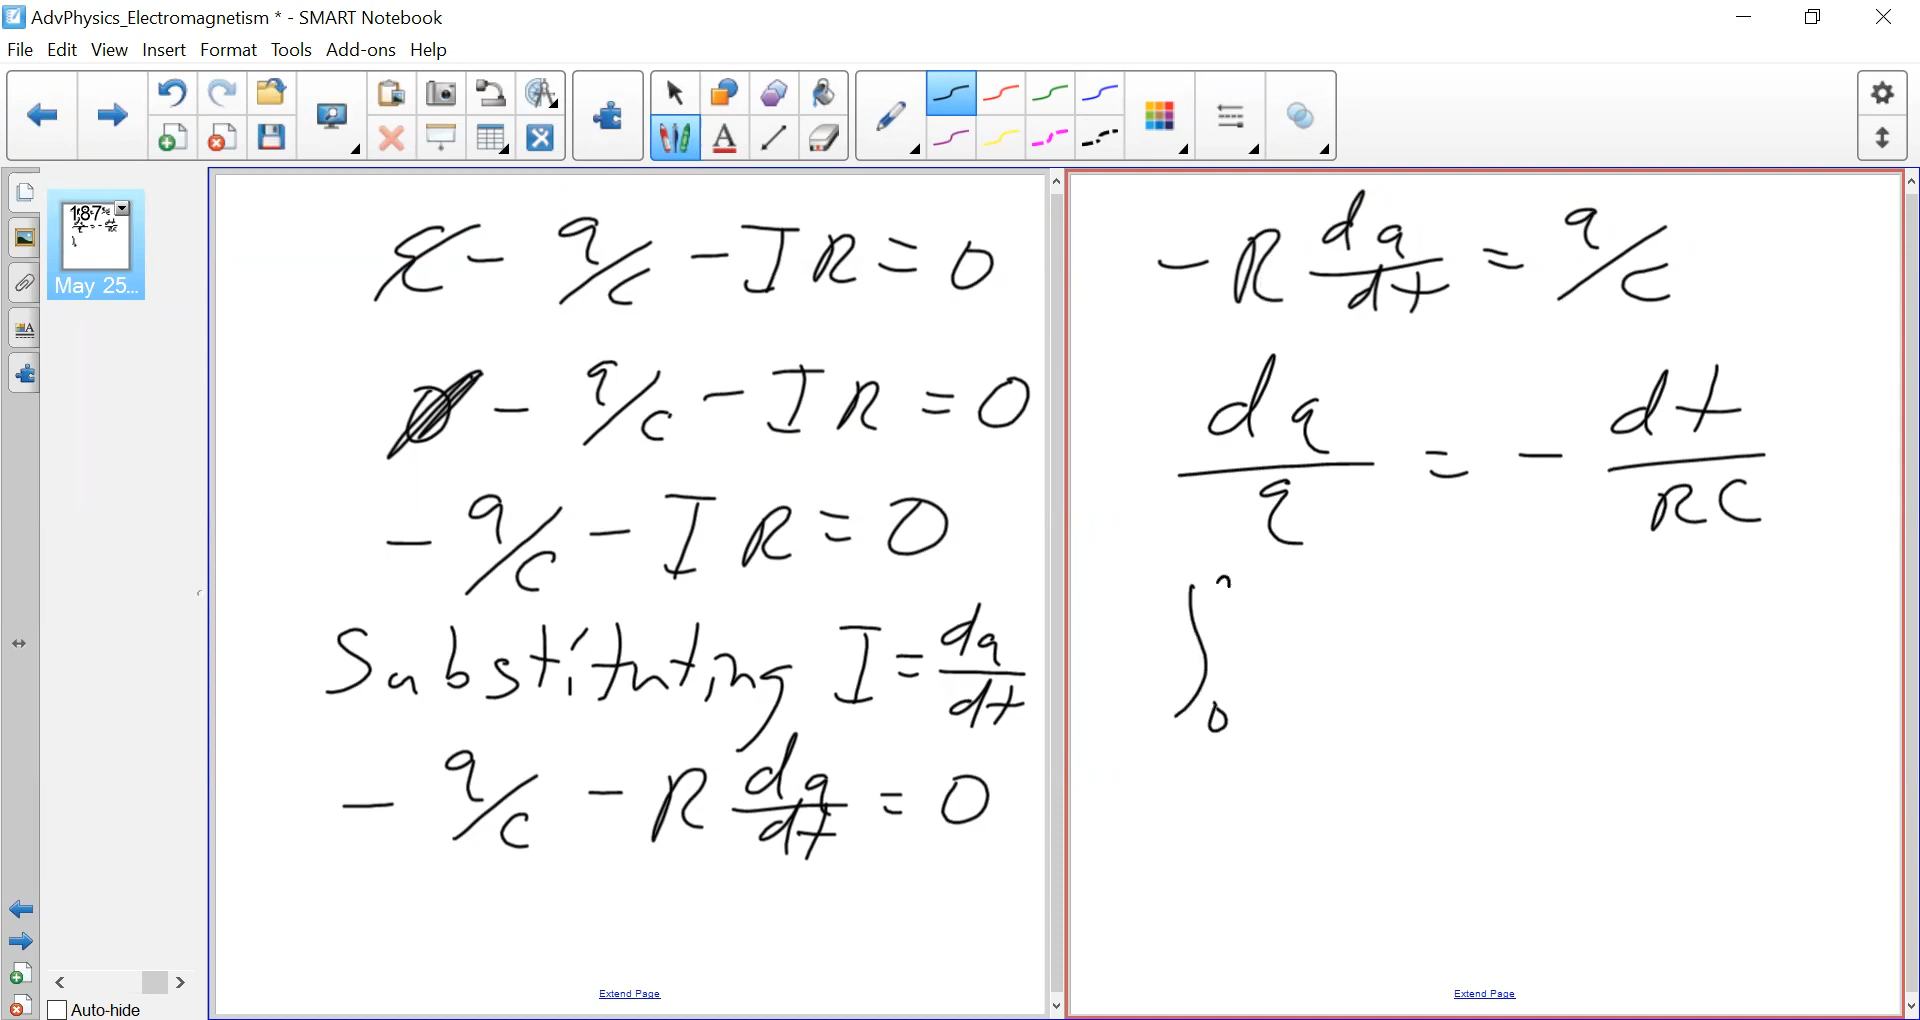 AdvPhysics_Electromagnetism * - SMART Notebook
File Edit View Insert Format Tools Add-ons Help
May 25...
Auto-hide
ℰ - q/c - IR = 0
- q/c - IR = 0
- q/c - IR = 0
Substituting I = dq/dt
- q/c - R dq/dt = 0
Extend Page
- R dq/dt = q/c
dq/q = - dt/RC
∫ 0
Extend Page